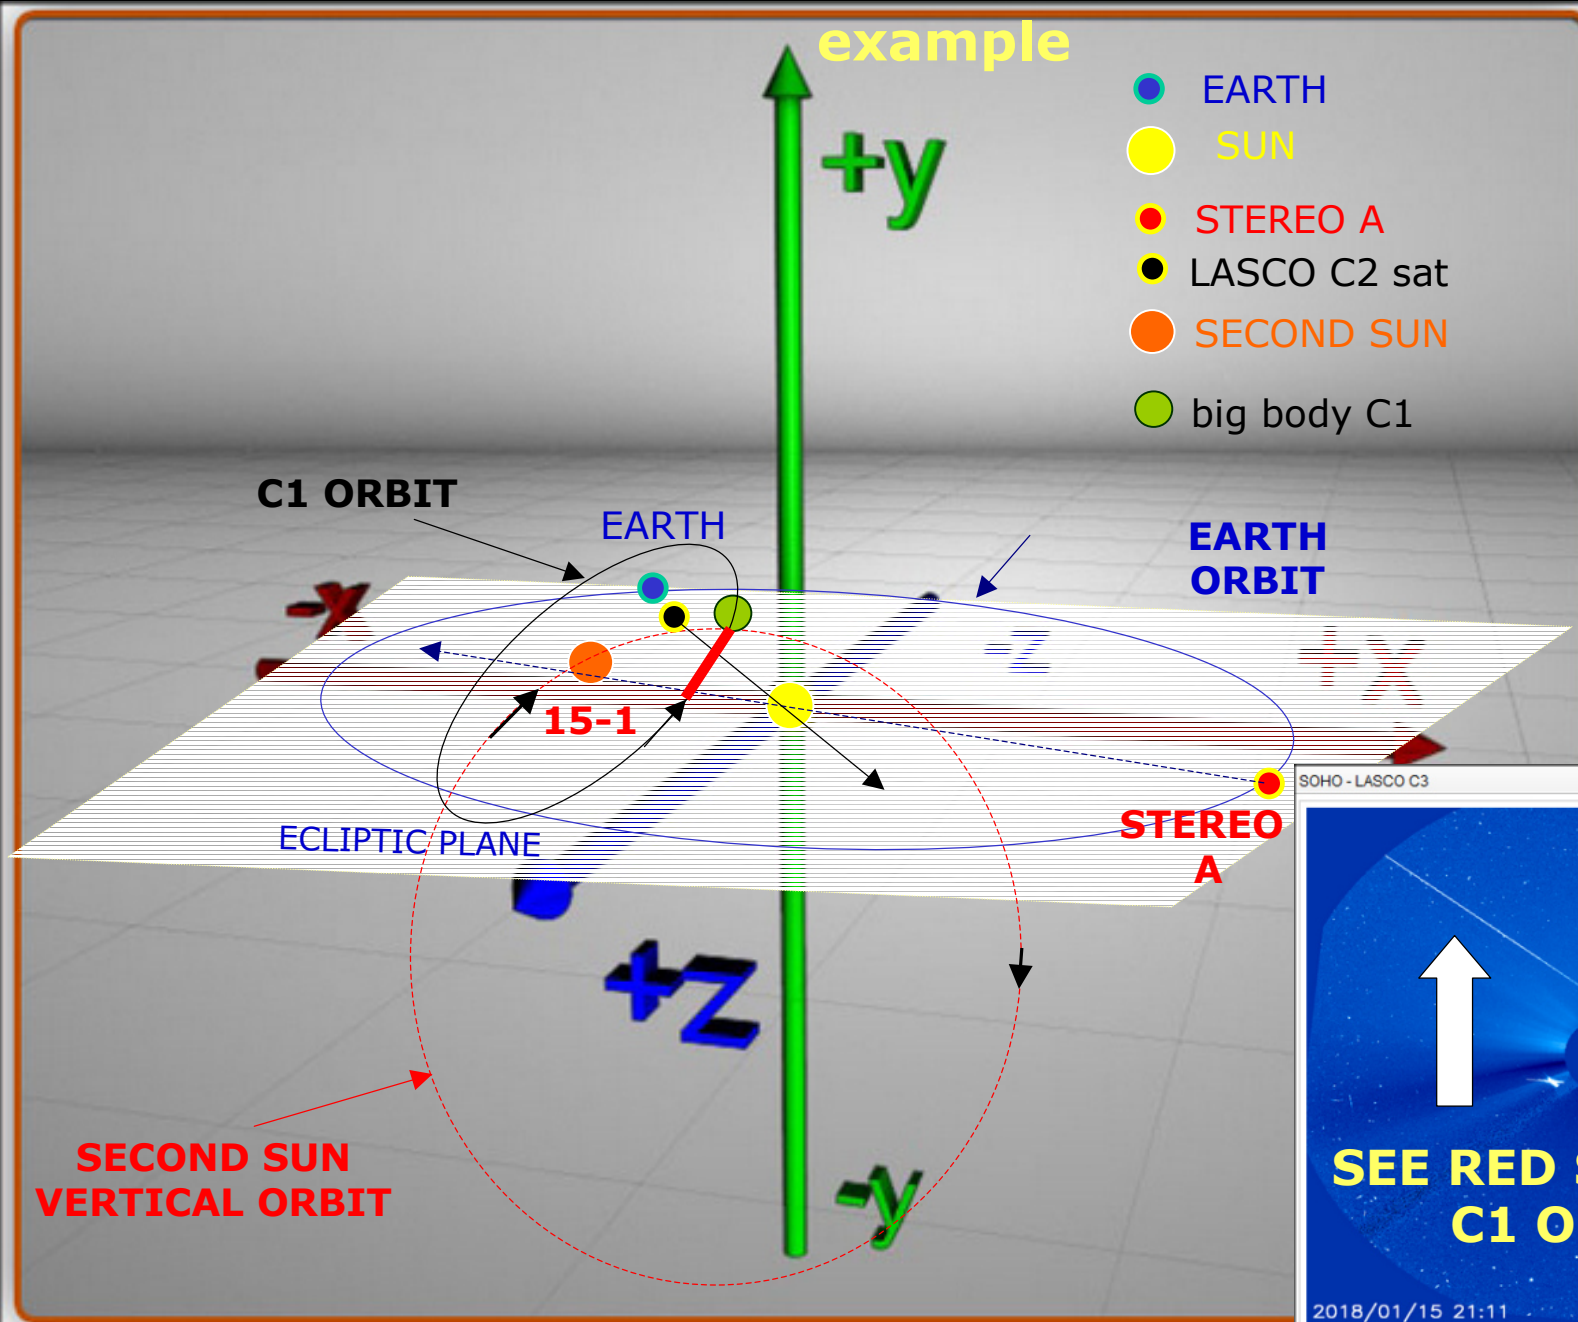 example
+y
EARTH
SUN
STEREO A
LASCO C2 sat
SECOND SUN
big body C1
C1 ORBIT
EARTH
EARTH
ORBIT
-x
-z
+x
15-1
STEREO
A
ECLIPTIC PLANE
+z
SECOND SUN
VERTICAL ORBIT
-y
SOHO - LASCO C3
SEE RED
C1 O
2018/01/15 21:11